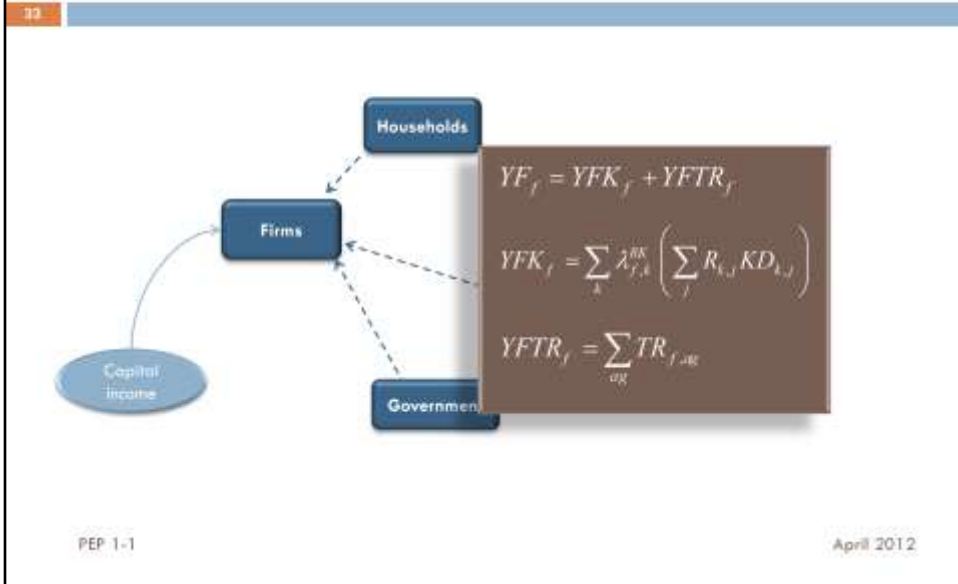 33
Households
Firms
Capital
income
Governmen
YF_f = YFK_f + YFTR_f
YFK_f = ∑_k λ_{f,k}^{RK} (∑_j R_{k,j} KD_{k,j})
YFTR_f = ∑_{ag} TR_{f,ag}
PEP 1-1
April 2012